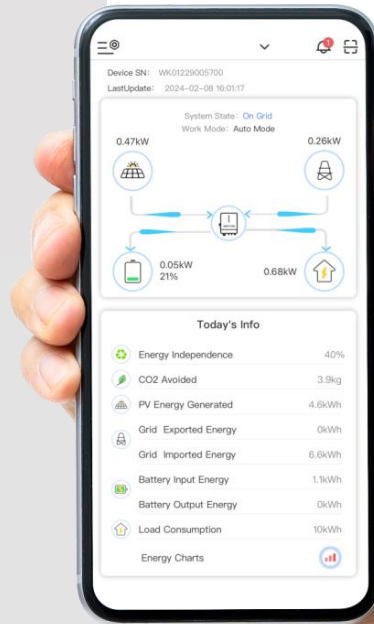 Device SN: WK01229005700
LastUpdate: 2024-02-08 16:01:17
System State: On Grid
Work Mode: Auto Mode
0.47kW
0.26kW
0.05kW
21%
0.68kW
Today's Info
Energy Independence 40%
CO2 Avoided 3.9kg
PV Energy Generated 4.6kWh
Grid Exported Energy 0kWh
Grid Imported Energy 6.6kWh
Battery Input Energy 1.1kWh
Battery Output Energy 0kWh
Load Consumption 10kWh
Energy Charts